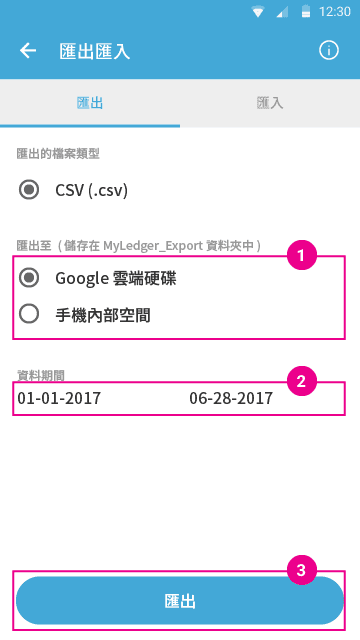 12:30
匯出匯入
匯出 匯入
匯出的檔案類型
CSV (.csv)
匯出至 ( 儲存在 MyLedger_Export 資料夾中 )
1
Google 雲端硬碟
手機內部空間
資料期間
2
01-01-2017 06-28-2017
3
匯出